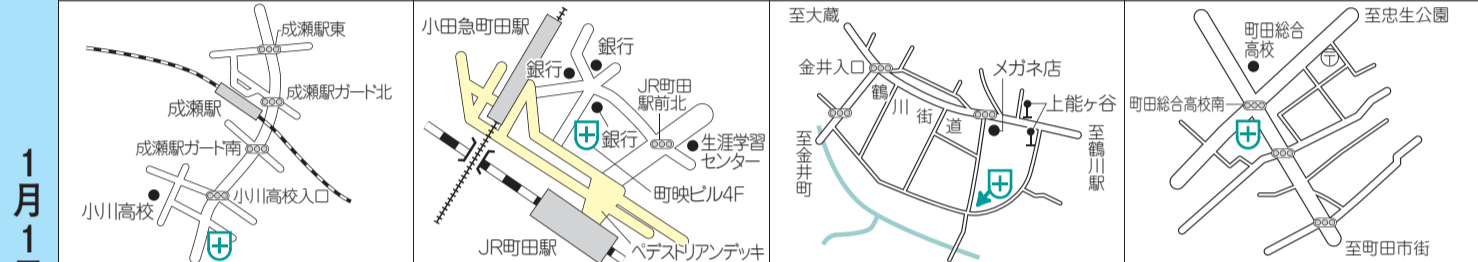 1月1日
成瀬駅東
成瀬駅ガード北
成瀬駅
成瀬駅ガード南
小川高校入口
小川高校
小田急町田駅
銀行
銀行
JR町田
駅前北
銀行
生涯学習
センター
町映ビル4F
ペデストリアンデッキ
JR町田駅
至大蔵
金井入口
メガネ店
鶴川街道
上能ヶ谷
至金井町
至鶴川駅
至忠生公園
町田総合
高校
〒
町田総合高校南
至町田市街